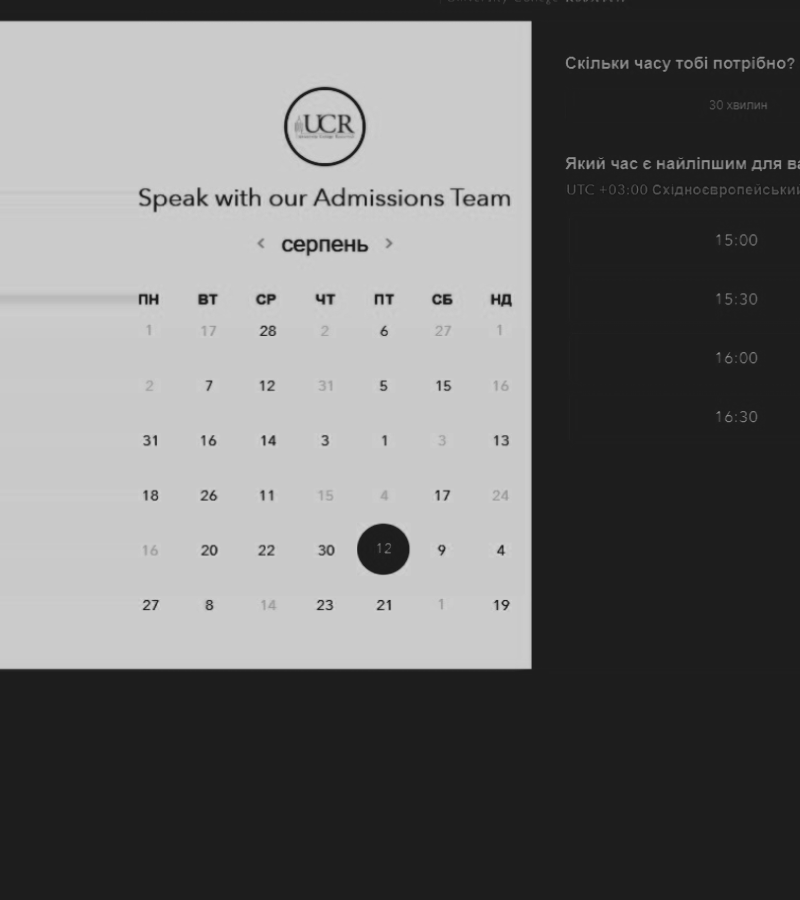 UCR
Speak with our Admissions Team
< серпень >
ПН ВТ СР ЧТ ПТ СБ НД
1 17 28 2 6 27 1
2 7 12 31 5 15 16
31 16 14 3 1 3 13
18 26 11 15 4 17 24
16 20 22 30 12 9 4
27 8 14 23 21 1 19
Скільки часу тобі потрібно?
30 хвилин
Який час є найліпшим для ва
UTC +03:00 Східноєвропейський
15:00
15:30
16:00
16:30